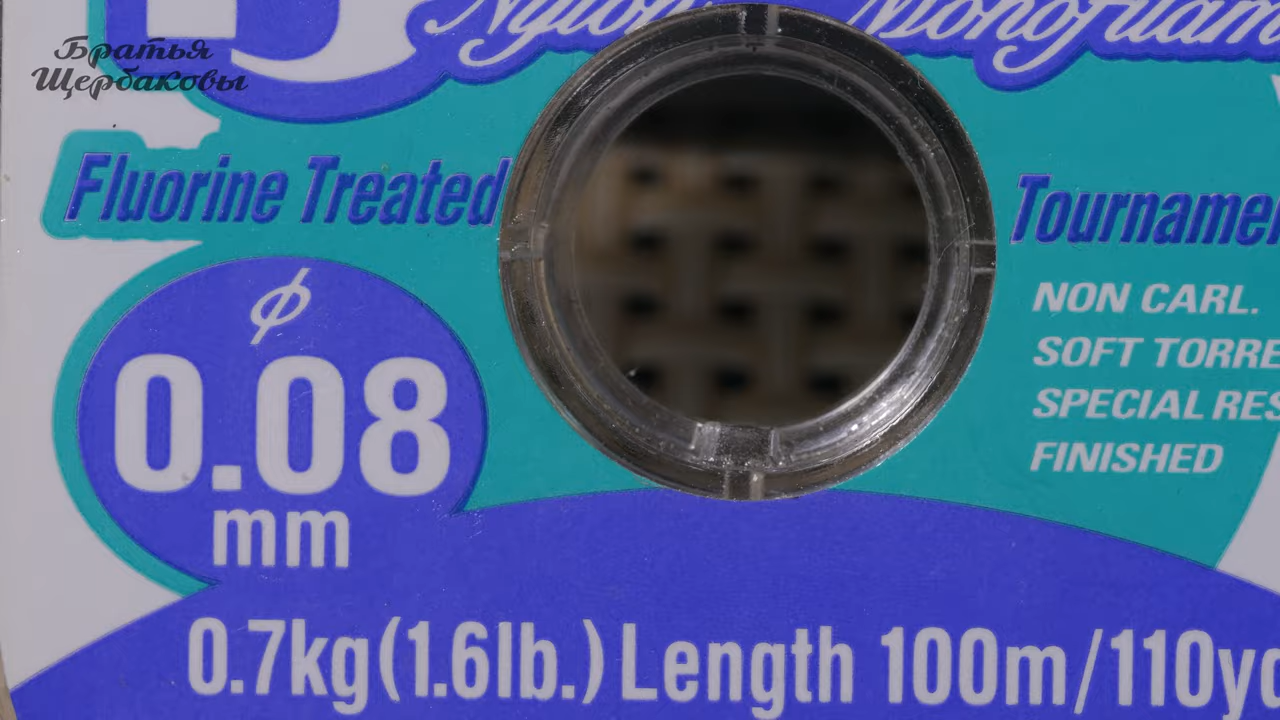 Nylon Monofilam
Братья
Щербаковы
Fluorine Treated
Tournamen
NON CARL.
SOFT TORRE
SPECIAL RES
FINISHED
ϕ
0.08
mm
0.7kg(1.6lb.) Length 100m/110yd